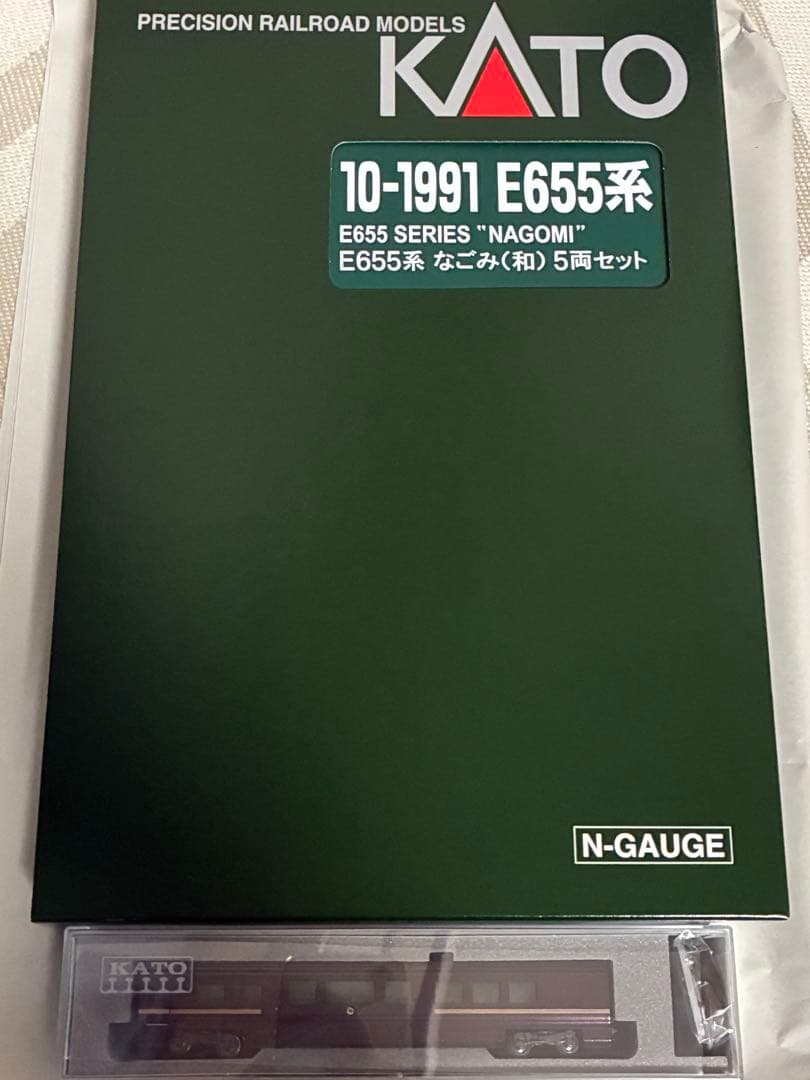 PRECISION RAILROAD MODELS
KATO
10-1991 E655系
E655 SERIES "NAGOMI"
E655系 なごみ(和) 5両セット
N-GAUGE
KATO